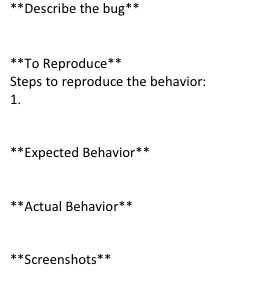 **Describe the bug**
**To Reproduce**
Steps to reproduce the behavior:
1.
**Expected Behavior**
**Actual Behavior**
**Screenshots**